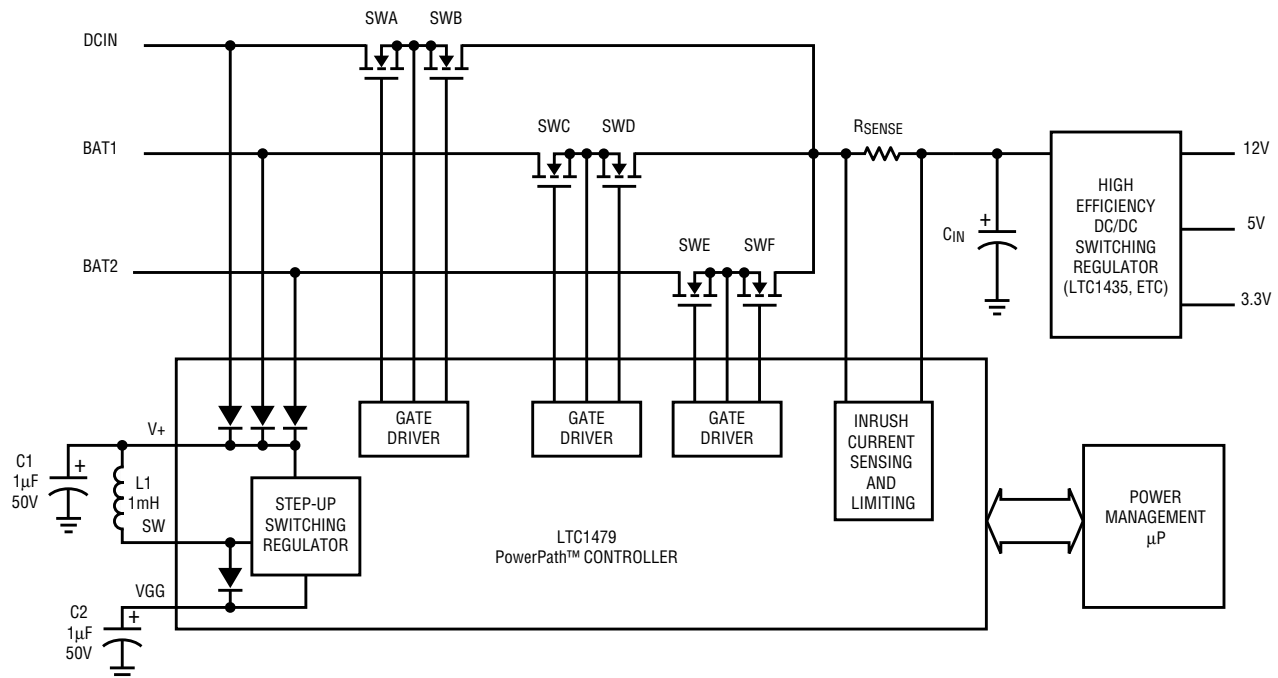 SWA SWB
DCIN
SWC SWD
BAT1
RSENSE
12V
HIGH
EFFICIENCY
DC/DC
SWITCHING
REGULATOR
(LTC1435, ETC)
5V
3.3V
+
CIN
SWE SWF
BAT2
GATE
DRIVER
GATE
DRIVER
GATE
DRIVER
INRUSH
CURRENT
SENSING
AND
LIMITING
V+
C1
1µF
50V
+
L1
1mH
SW
STEP-UP
SWITCHING
REGULATOR
LTC1479
PowerPath™ CONTROLLER
POWER
MANAGEMENT
µP
VGG
C2
1µF
50V
+